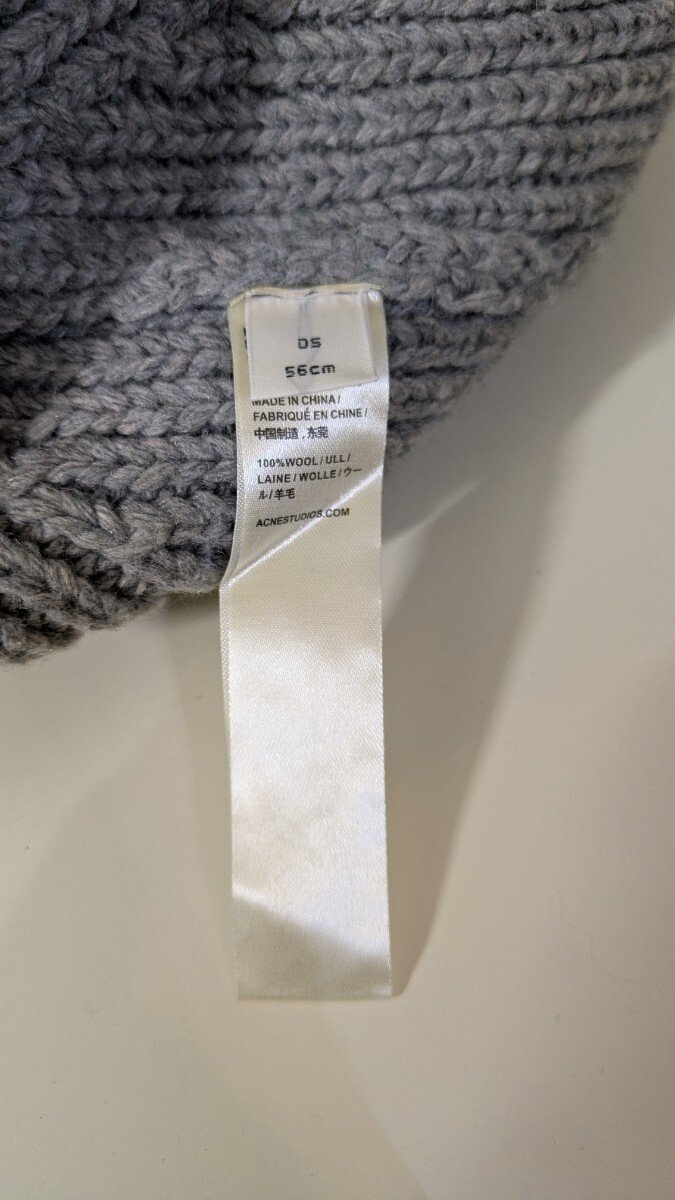 OS
56cm
MADE IN CHINA /
FABRIQUÉ EN CHINE /
中国制造 , 东莞
100%WOOL / ULL /
LAINE / WOLLE / ウー
ル / 羊毛
ACNESTUDIOS.COM